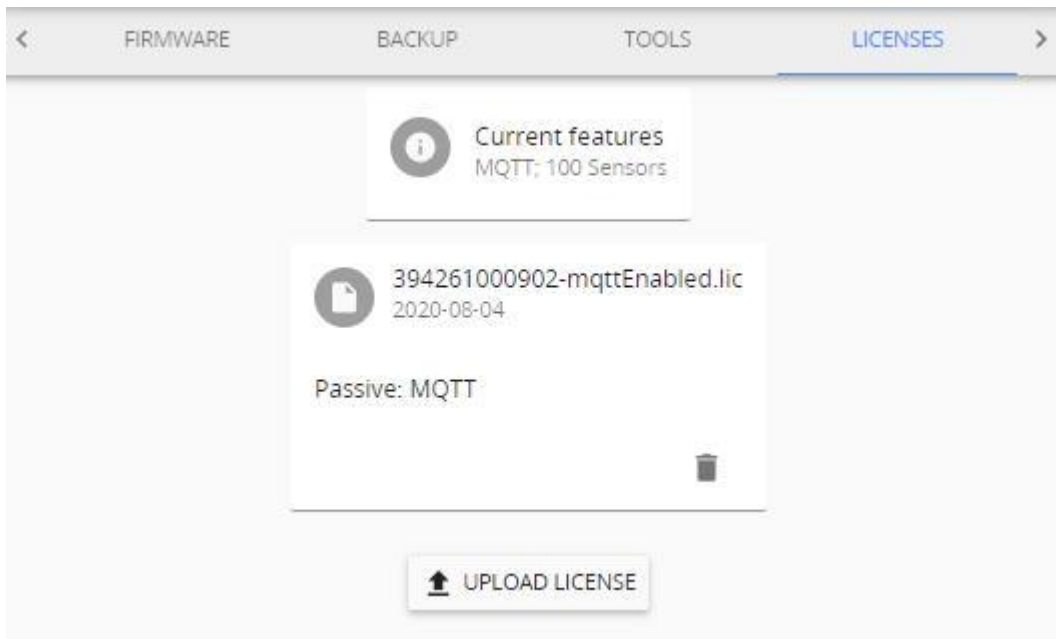 FIRMWARE BACKUP TOOLS LICENSES
Current features
MQTT; 100 Sensors
394261000902-mqttEnabled.lic
2020-08-04
Passive: MQTT
UPLOAD LICENSE